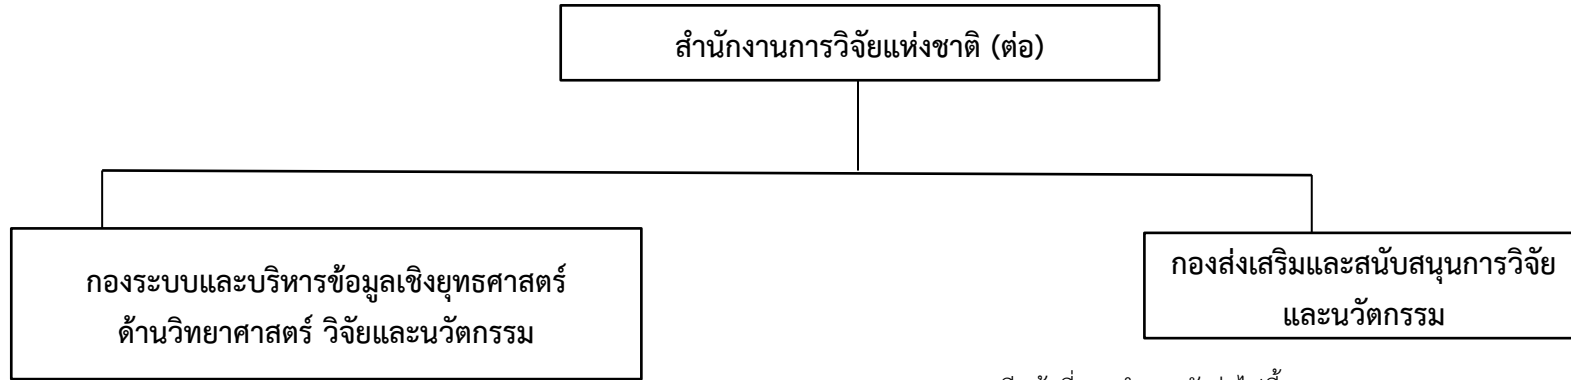 สำนักงานการวิจัยแห่งชาติ (ต่อ)
กองระบบและบริหารข้อมูลเชิงยุทธศาสตร์
ด้านวิทยาศาสตร์ วิจัยและนวัตกรรม
กองส่งเสริมและสนับสนุนการวิจัย
และนวัตกรรม